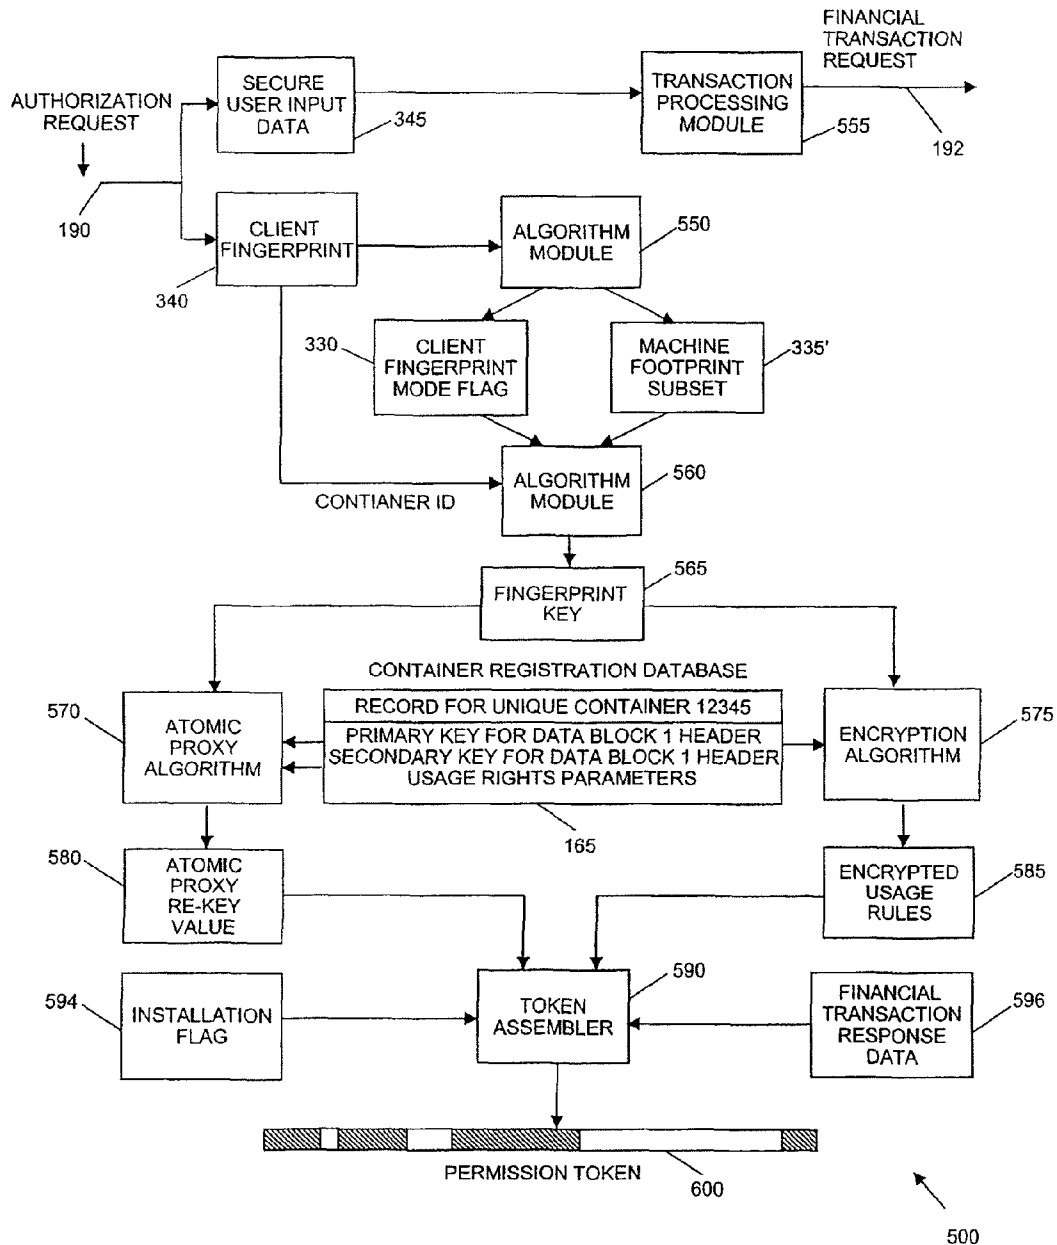 FINANCIAL
TRANSACTION
REQUEST
AUTHORIZATION
REQUEST
SECURE
USER INPUT
DATA
345
TRANSACTION
PROCESSING
MODULE
555
192
190
CLIENT
FINGERPRINT
340
ALGORITHM
MODULE
550
330
CLIENT
FINGERPRINT
MODE FLAG
MACHINE
FOOTPRINT
SUBSET
335'
CONTIANER ID
ALGORITHM
MODULE
560
FINGERPRINT
KEY
565
CONTAINER REGISTRATION DATABASE
570
ATOMIC
PROXY
ALGORITHM
RECORD FOR UNIQUE CONTAINER 12345
PRIMARY KEY FOR DATA BLOCK 1 HEADER
SECONDARY KEY FOR DATA BLOCK 1 HEADER
USAGE RIGHTS PARAMETERS
165
ENCRYPTION
ALGORITHM
575
580
ATOMIC
PROXY
RE-KEY
VALUE
ENCRYPTED
USAGE
RULES
585
594
INSTALLATION
FLAG
TOKEN
ASSEMBLER
590
FINANCIAL
TRANSACTION
RESPONSE
DATA
596
PERMISSION TOKEN
600
500